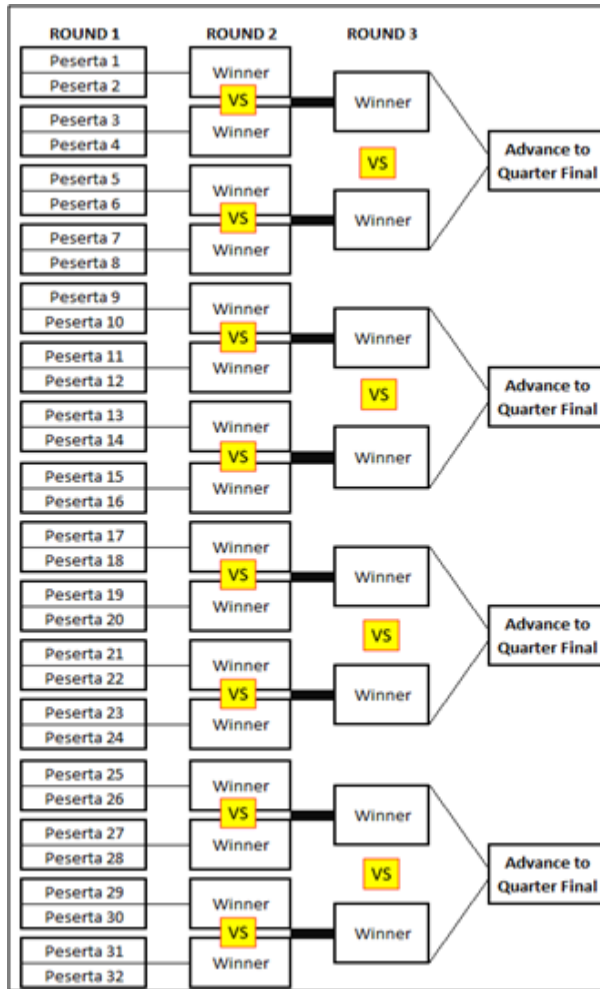 ROUND 1 ROUND 2 ROUND 3
Peserta 1
Peserta 2
Winner
VS
Peserta 3
Peserta 4
Winner
Winner
VS
Peserta 5
Peserta 6
Winner
VS
Peserta 7
Peserta 8
Winner
Winner
Advance to
Quarter Final
Peserta 9
Peserta 10
Winner
VS
Peserta 11
Peserta 12
Winner
Winner
VS
Peserta 13
Peserta 14
Winner
VS
Peserta 15
Peserta 16
Winner
Winner
Advance to
Quarter Final
Peserta 17
Peserta 18
Winner
VS
Peserta 19
Peserta 20
Winner
Winner
VS
Peserta 21
Peserta 22
Winner
VS
Peserta 23
Peserta 24
Winner
Winner
Advance to
Quarter Final
Peserta 25
Peserta 26
Winner
VS
Peserta 27
Peserta 28
Winner
Winner
VS
Peserta 29
Peserta 30
Winner
VS
Peserta 31
Peserta 32
Winner
Winner
Advance to
Quarter Final